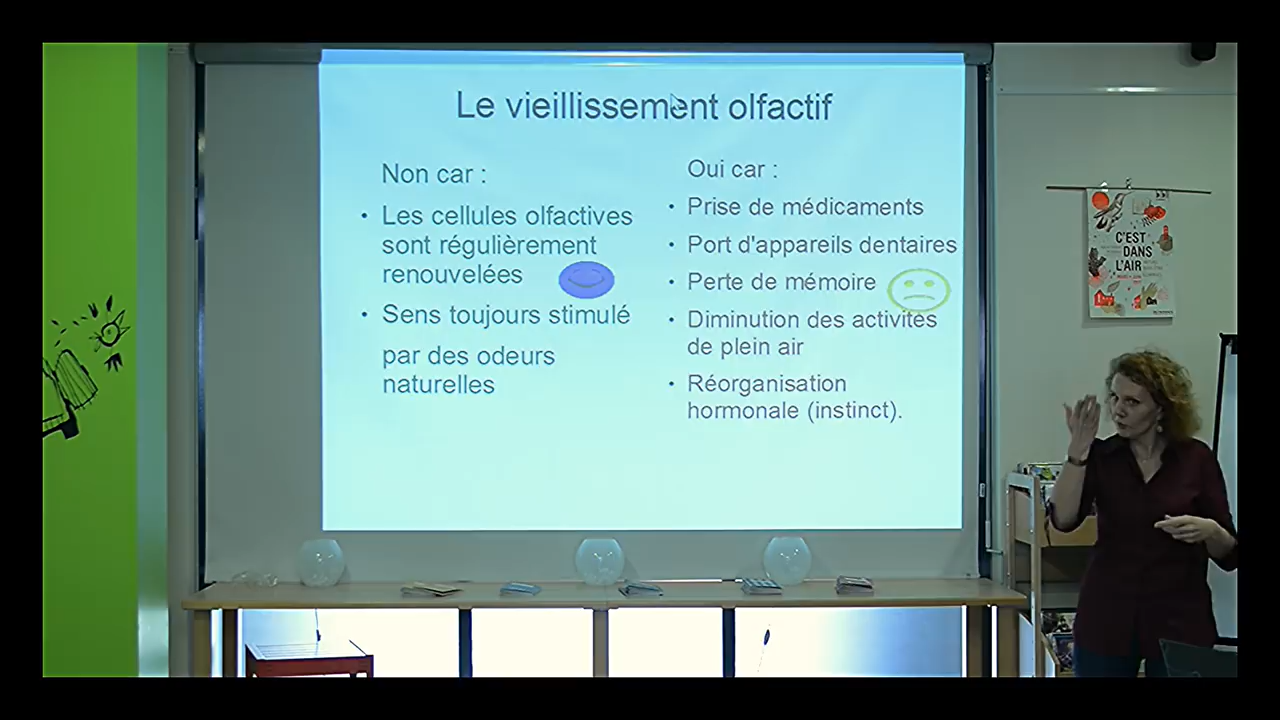 Le vieillissement olfactif
Non car :
• Les cellules olfactives
sont régulièrement
renouvelées
• Sens toujours stimulé
par des odeurs
naturelles
Oui car :
• Prise de médicaments
• Port d'appareils dentaires
• Perte de mémoire
• Diminution des activités
de plein air
• Réorganisation
hormonale (instinct).
C'EST
DANS
L'AIR